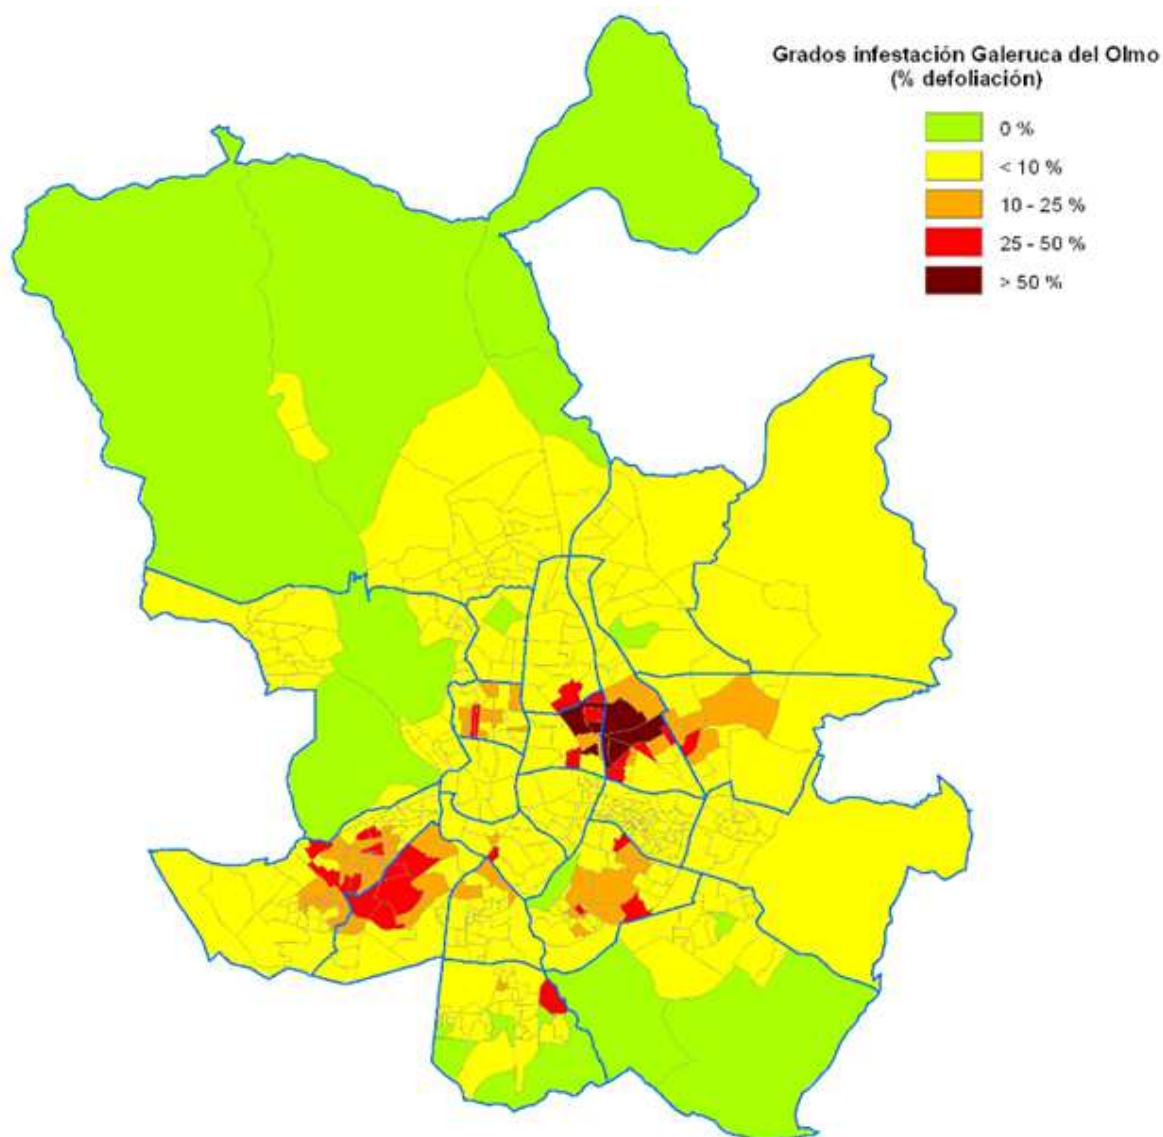 Grados infestación Galeruca del Olmo
(% defoliación)
0 %
< 10 %
10 - 25 %
25 - 50 %
> 50 %